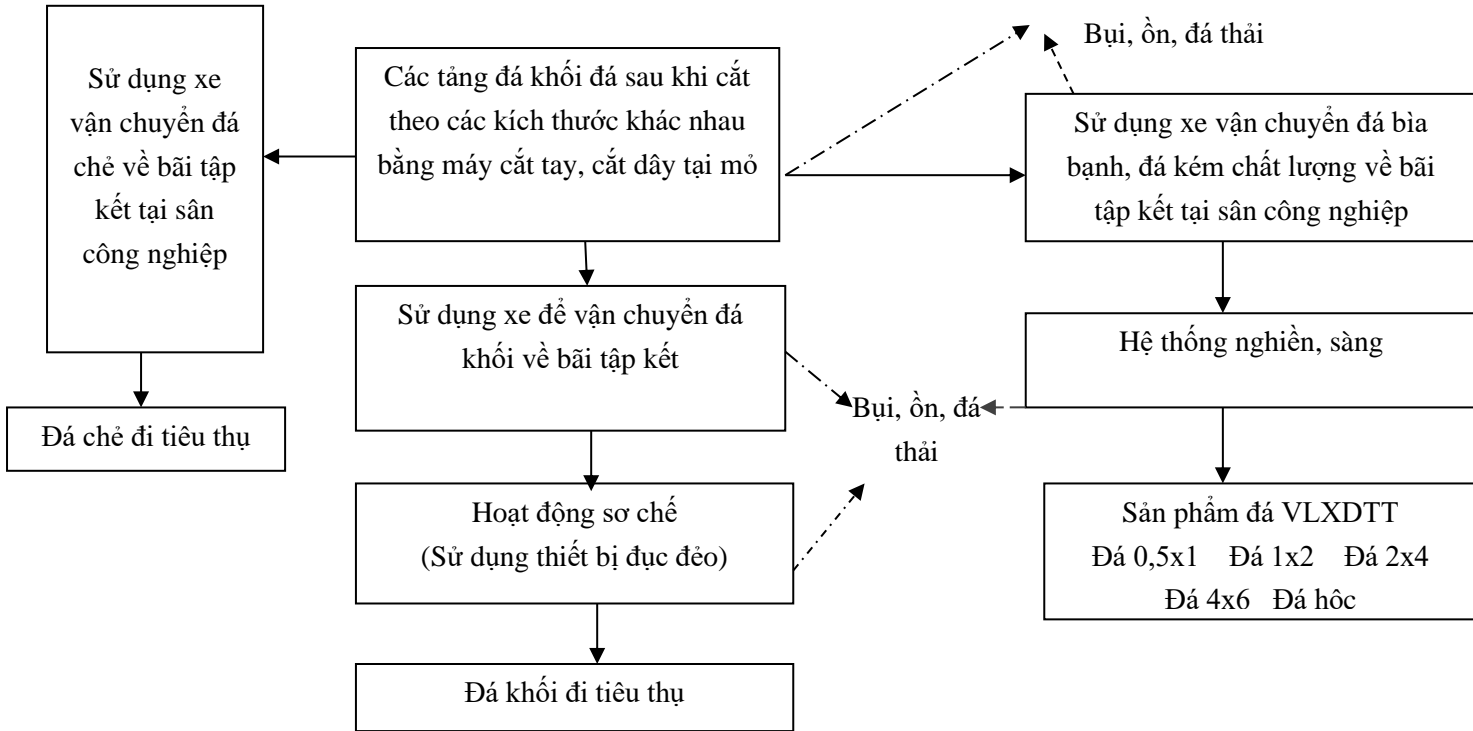 Sử dụng xe
vận chuyển đá
chẻ về bãi tập
kết tại sân
công nghiệp
Đá chẻ đi tiêu thụ
Các tảng đá khối đá sau khi cắt
theo các kích thước khác nhau
bằng máy cắt tay, cắt dây tại mỏ
Sử dụng xe để vận chuyển đá
khối về bãi tập kết
Hoạt động sơ chế
(Sử dụng thiết bị đục đẻo)
Đá khối đi tiêu thụ
Bụi, ồn, đá thải
Sử dụng xe vận chuyển đá bìa
bạnh, đá kém chất lượng về bãi
tập kết tại sân công nghiệp
Hệ thống nghiền, sàng
Bụi, ồn, đá
thải
Sản phẩm đá VLXDTT
Đá 0,5x1 Đá 1x2 Đá 2x4
Đá 4x6 Đá hôc